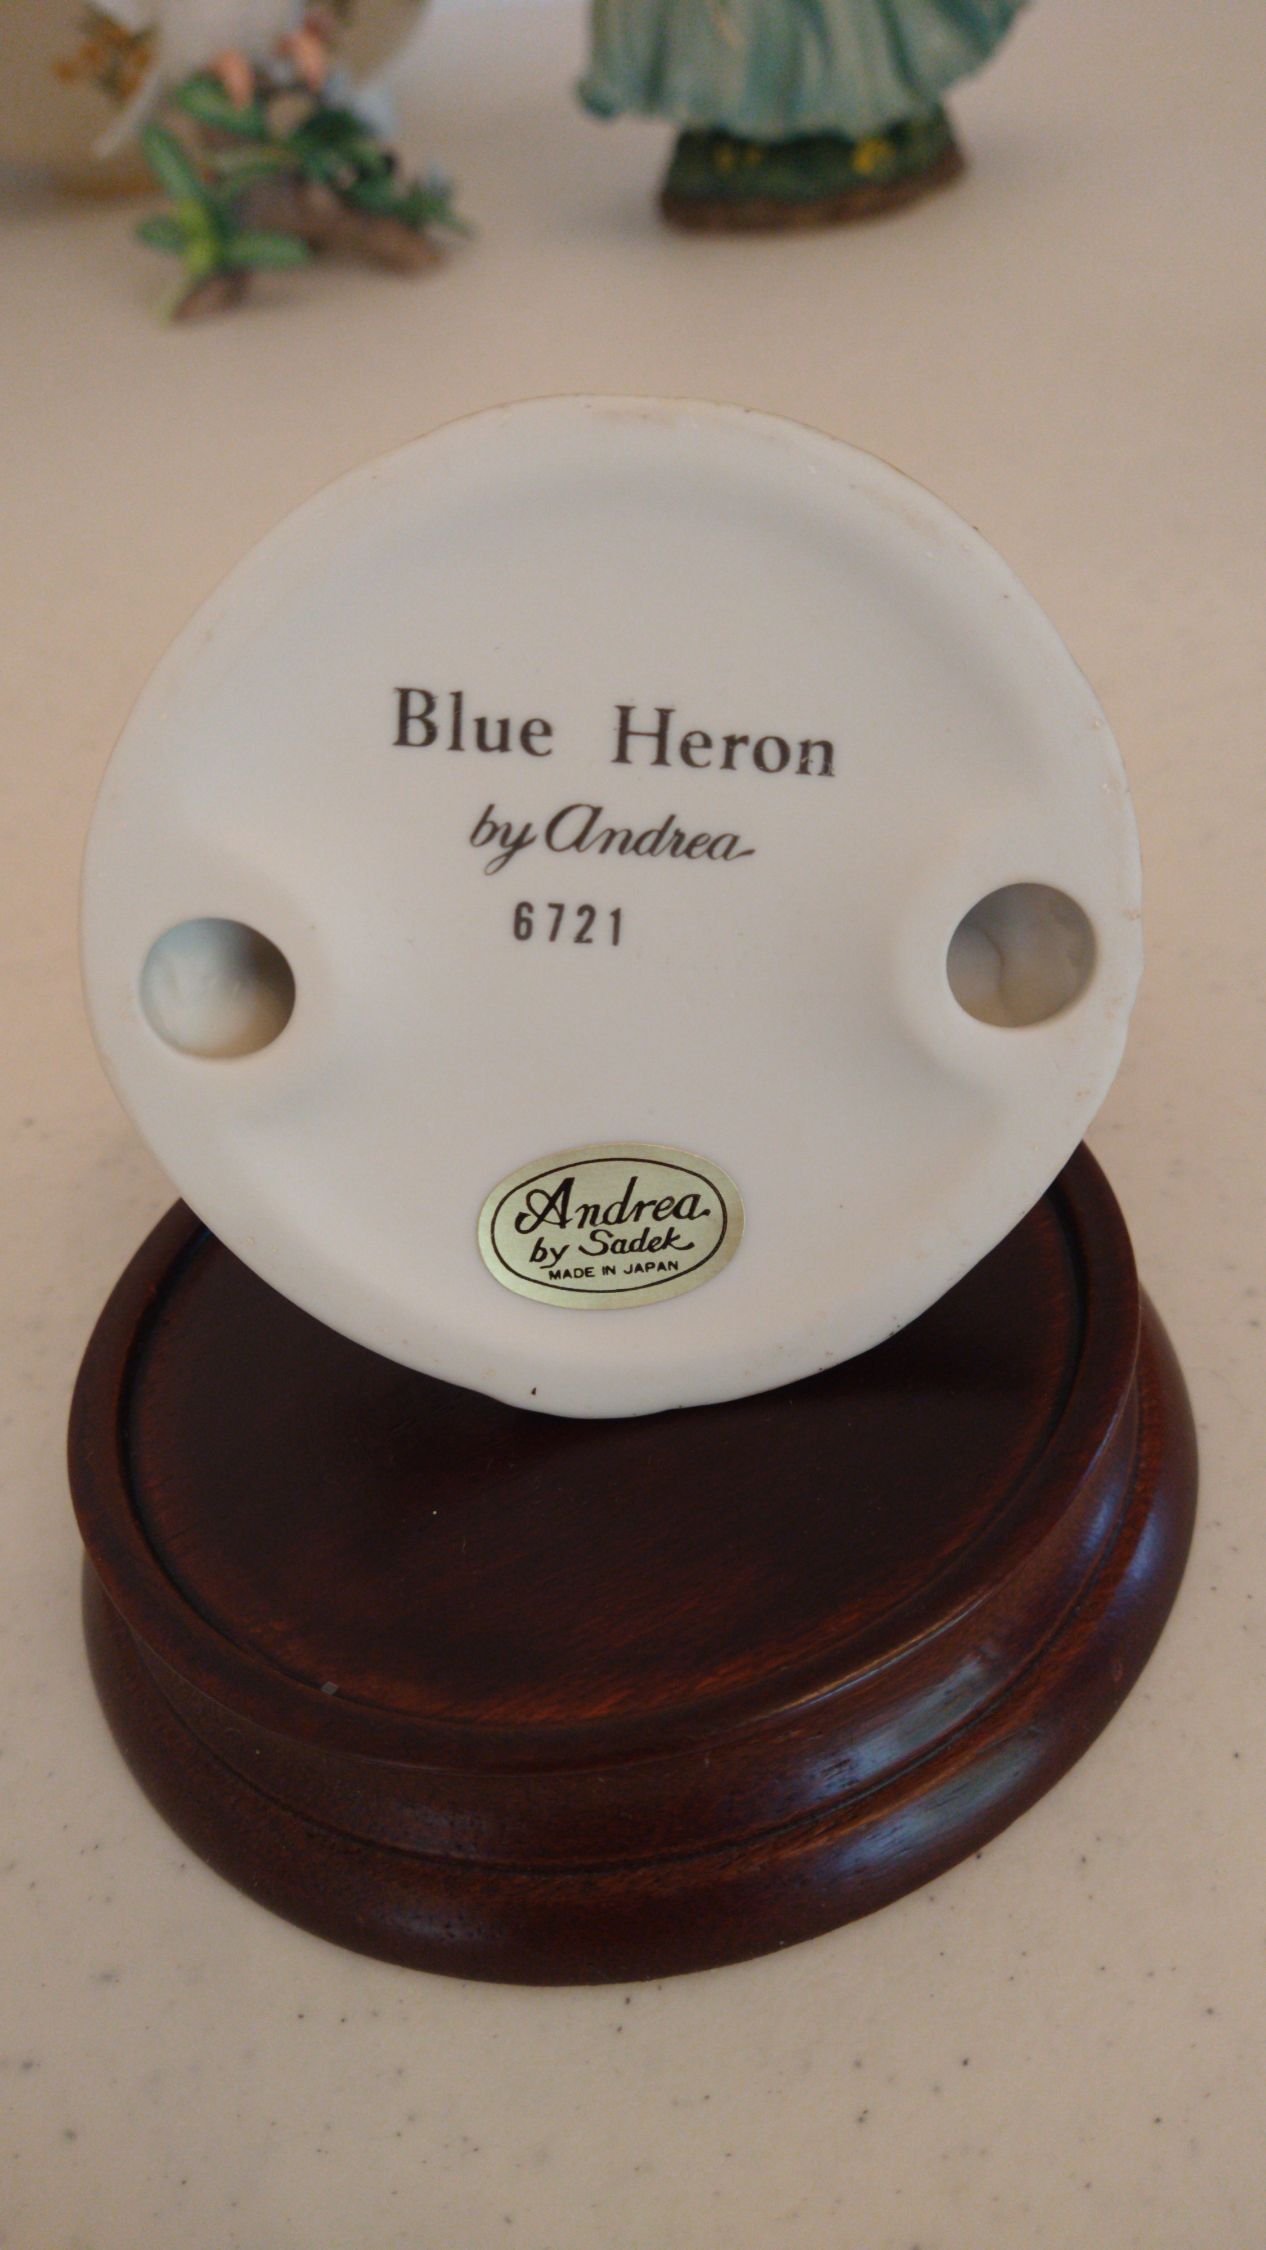 Blue Heron
by Andrea
6721
Andrea
by Sadek
MADE IN JAPAN